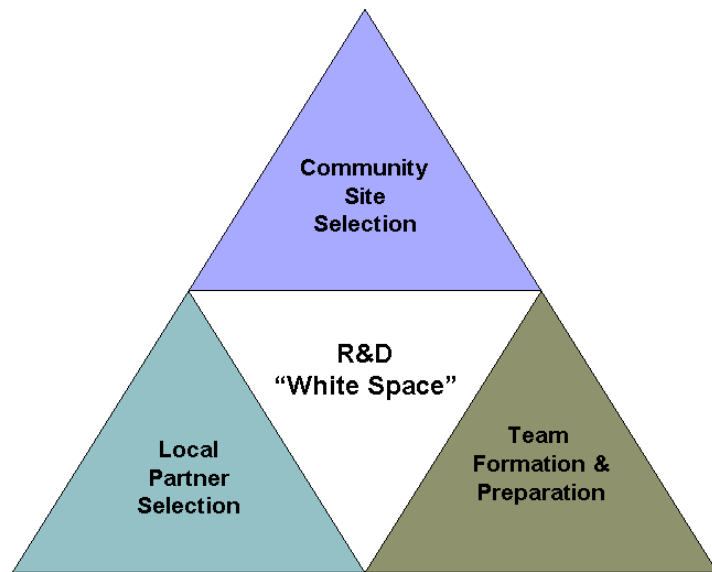 Community
Site
Selection
R&D
“White Space”
Local
Partner
Selection
Team
Formation &
Preparation